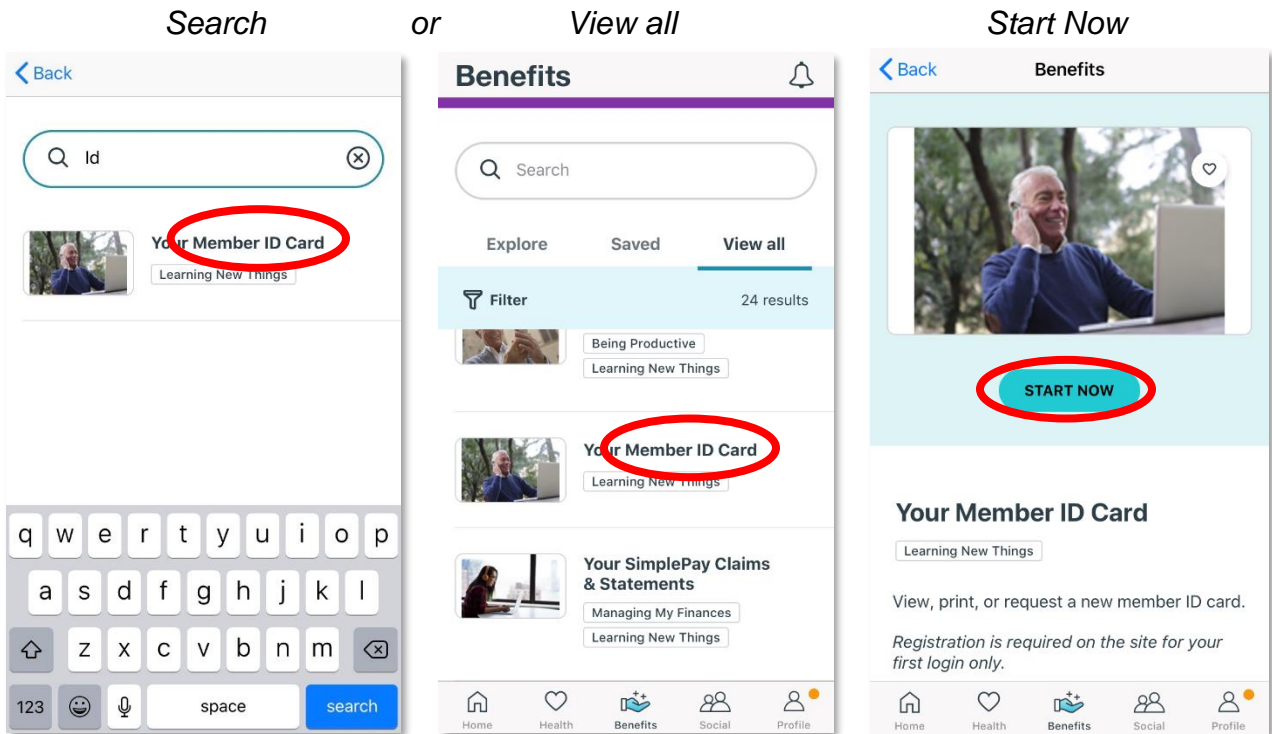 Search or View all Start Now
Back
Id
Your Member ID Card
Learning New Things
q w e r t y u i o p
a s d f g h j k l
z x c v b n m
123 space search
Benefits
Search
Explore Saved View all
Filter 24 results
Being Productive
Learning New Things
Your Member ID Card
Learning New Things
Your SimplePay Claims
& Statements
Managing My Finances
Learning New Things
Home Health Benefits Social Profile
Back Benefits
START NOW
Your Member ID Card
Learning New Things
View, print, or request a new member ID card.
Registration is required on the site for your
first login only.
Home Health Benefits Social Profile